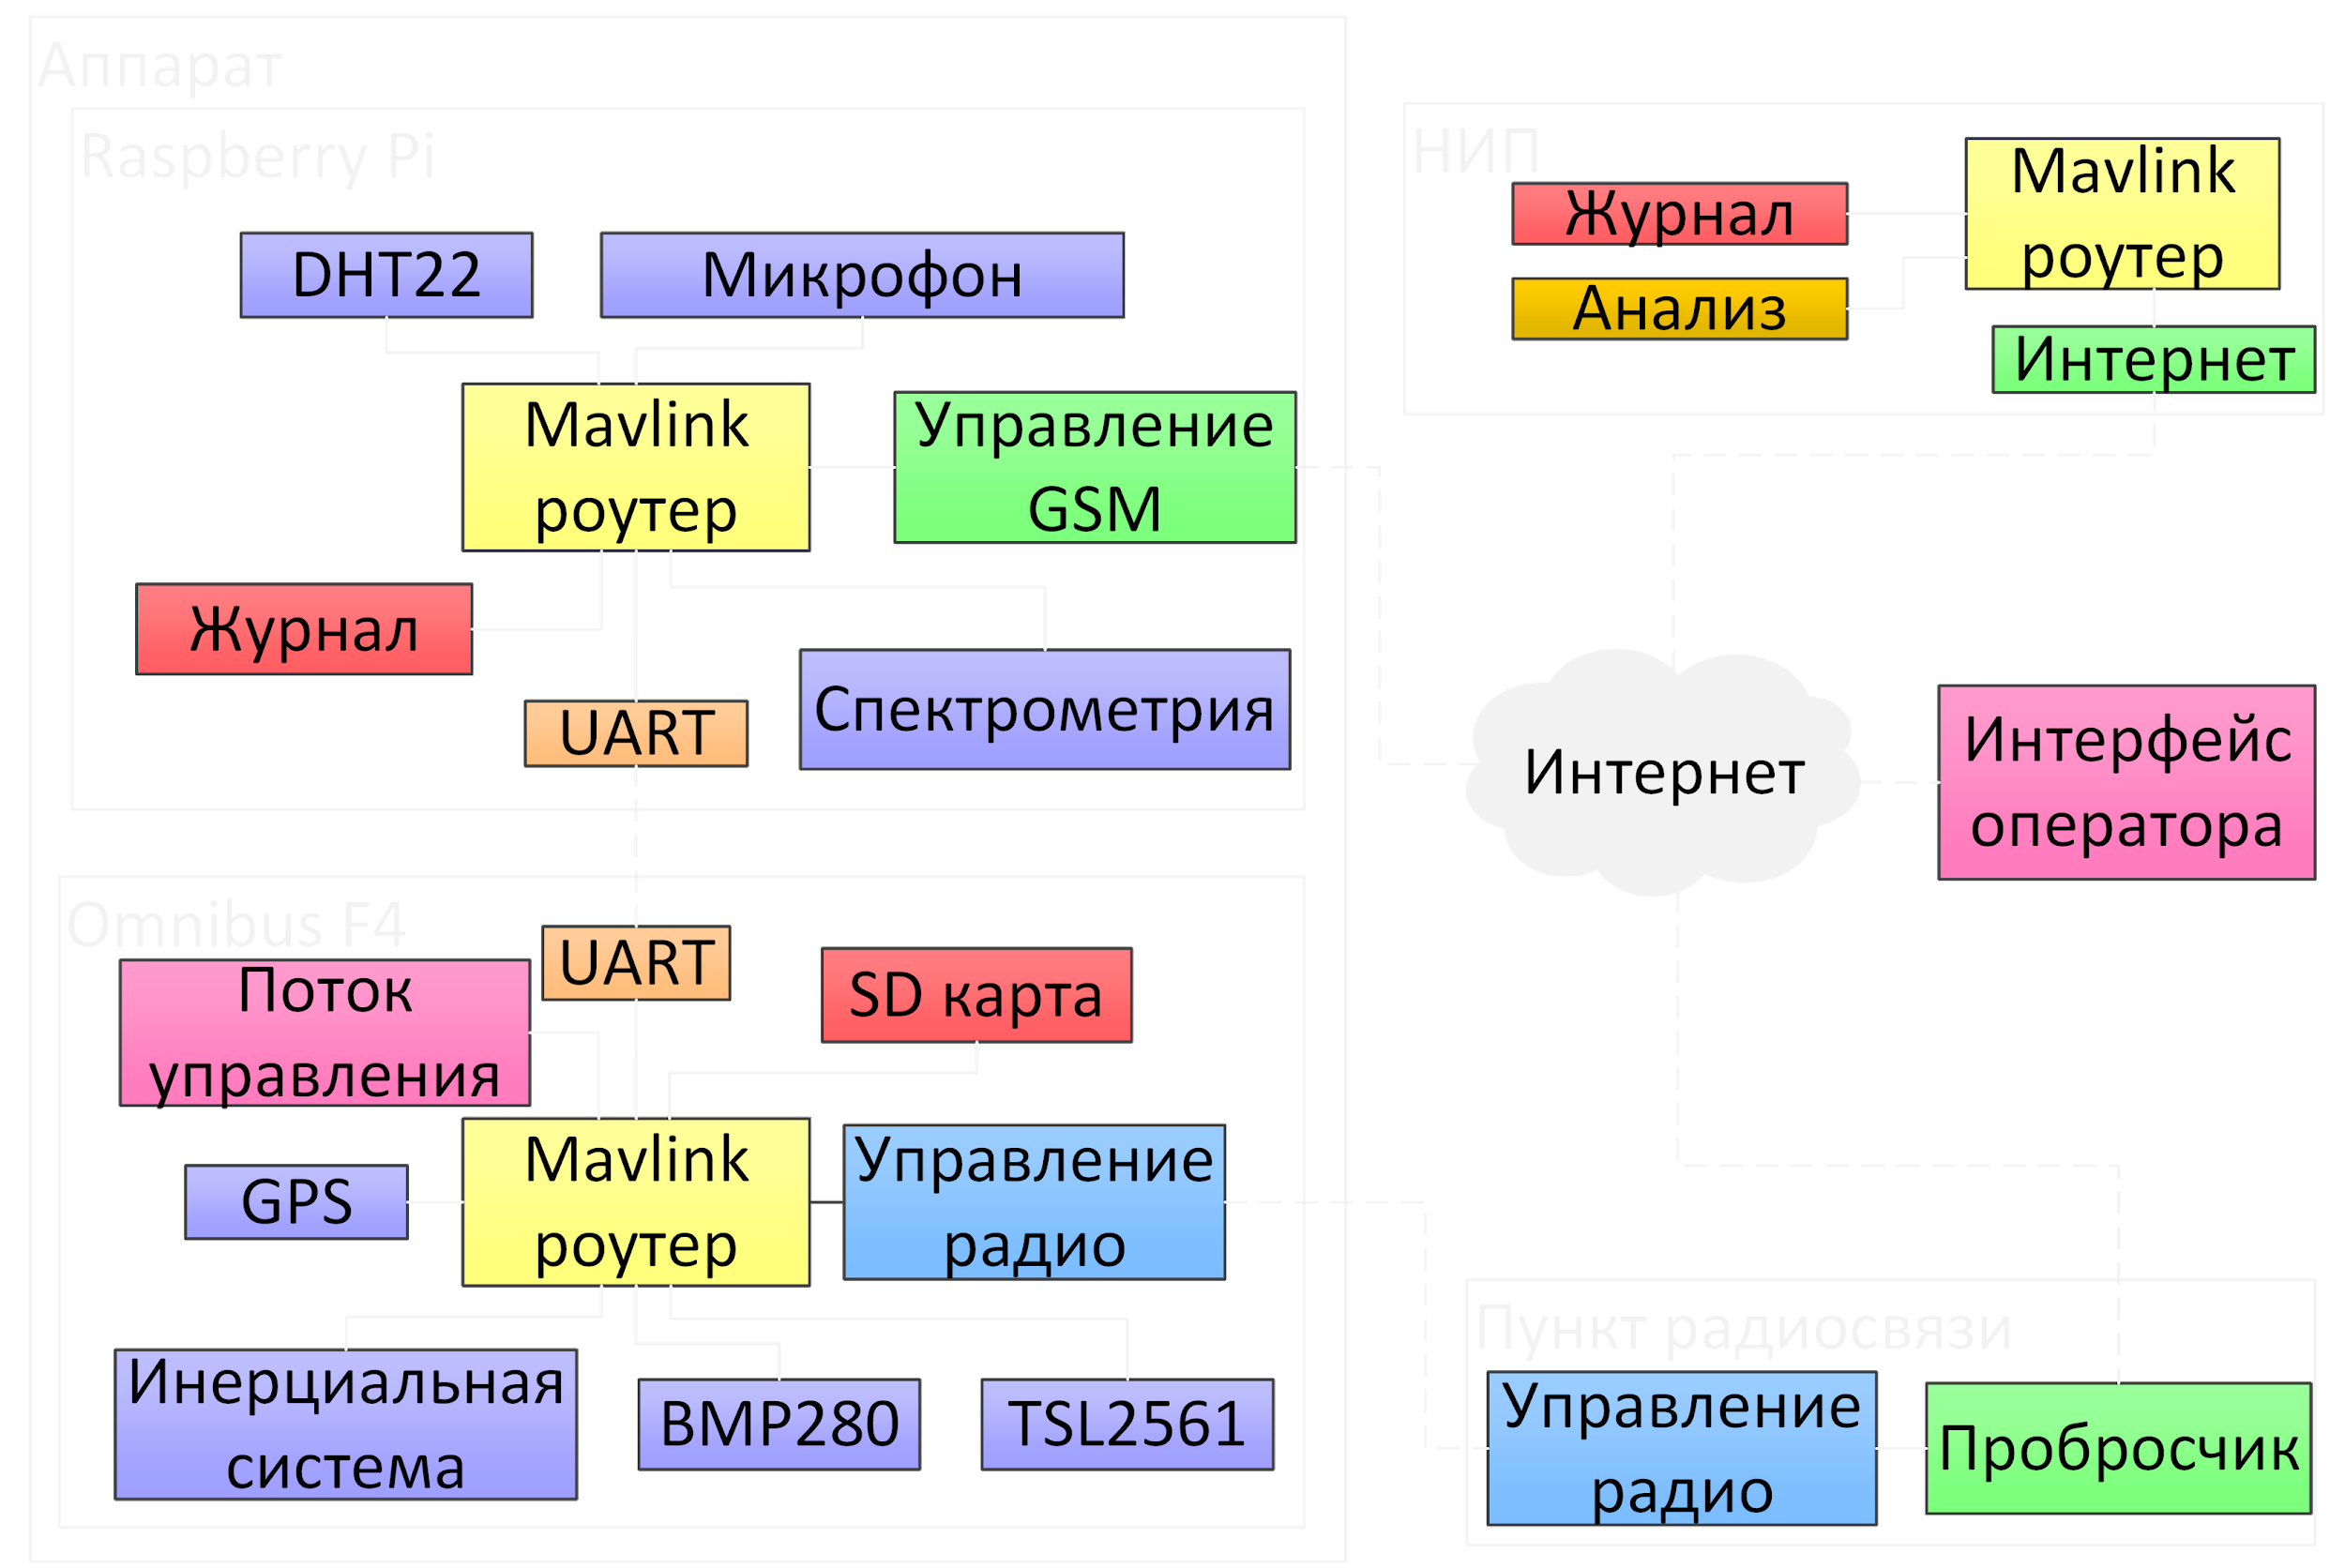 Аппарат
Raspberry Pi
DHT22
Микрофон
Mavlink
роутер
Управление
GSM
Журнал
UART
Спектрометрия
Omnibus F4
UART
SD карта
Поток
управления
GPS
Mavlink
роутер
Управление
радио
Инерциальная
система
BMP280
TSL2561
НИП
Журнал
Анализ
Mavlink
роутер
Интернет
Интернет
Интерфейс
оператора
Пункт радиосвязи
Управление
радио
Пробросчик